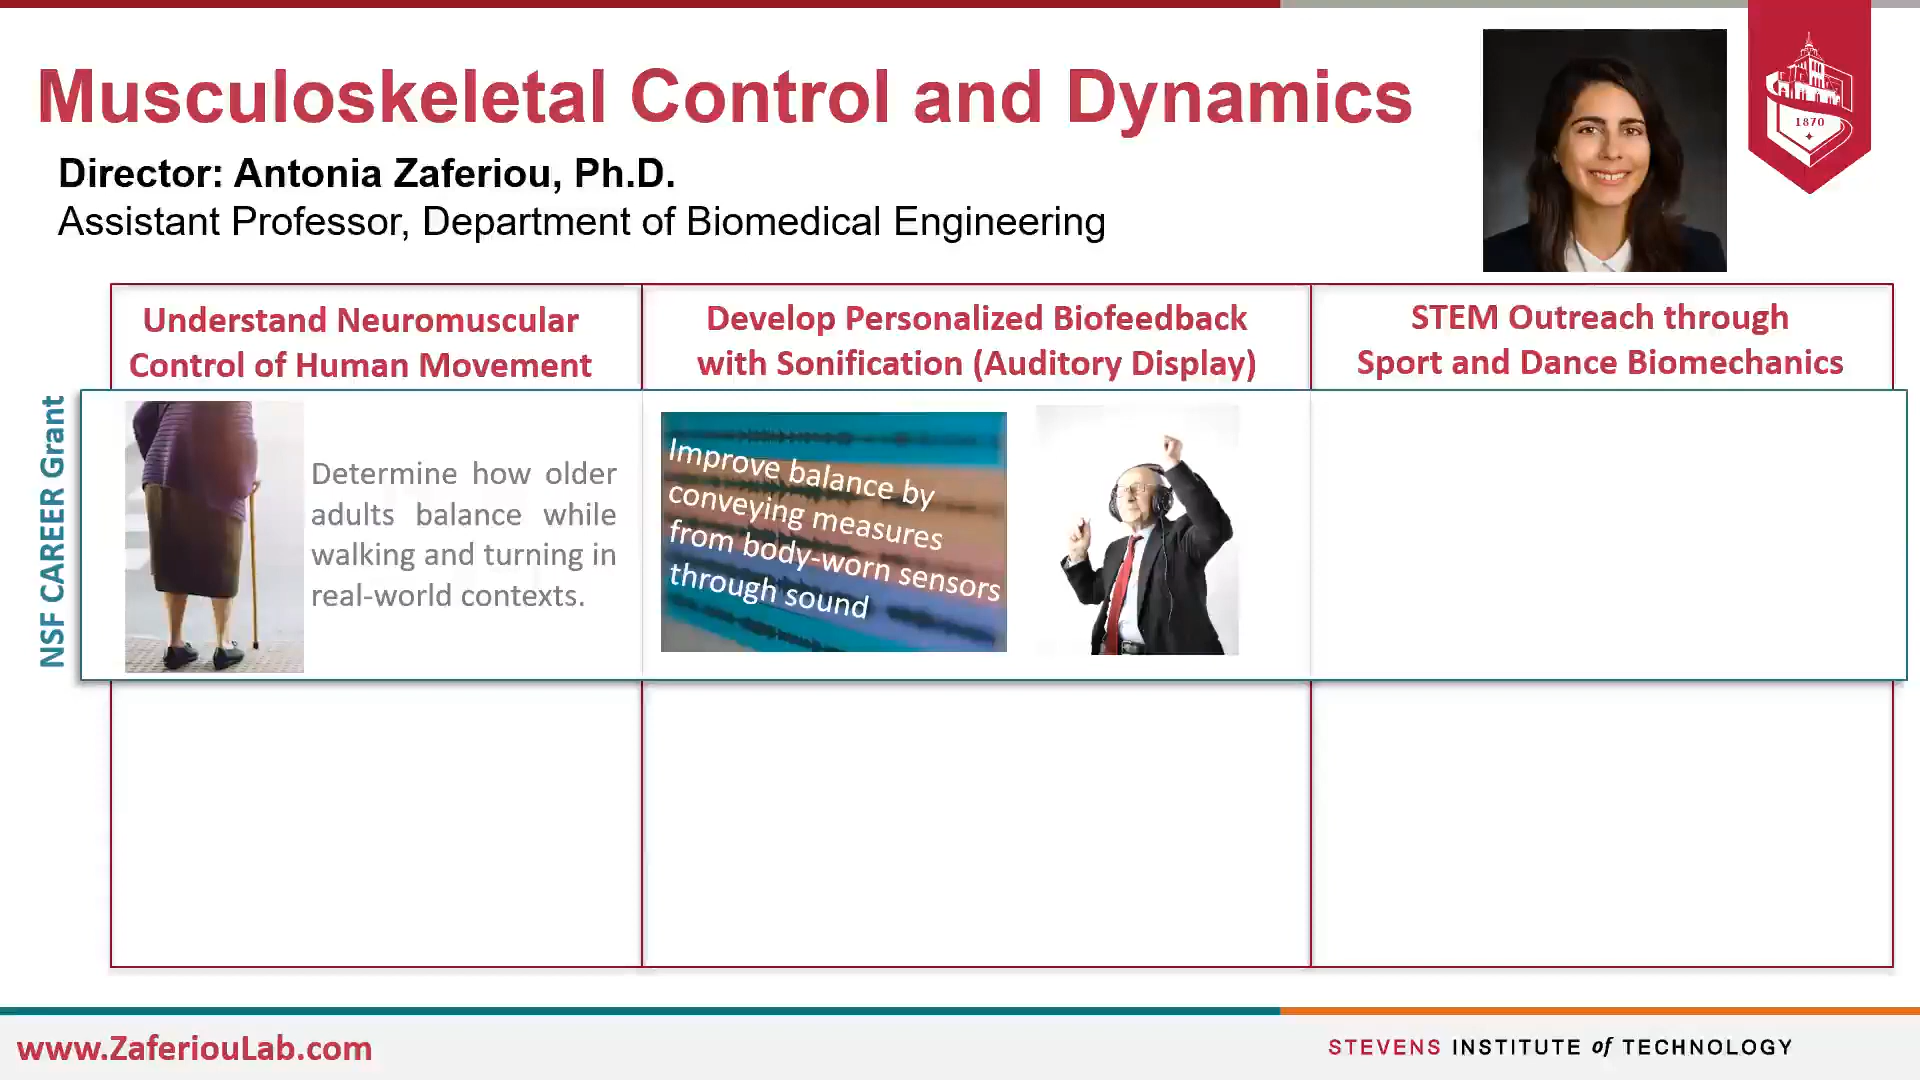 Musculoskeletal Control and Dynamics
Director: Antonia Zaferiou, Ph.D.
Assistant Professor, Department of Biomedical Engineering
1870
Understand Neuromuscular
Control of Human Movement
Develop Personalized Biofeedback
with Sonification (Auditory Display)
STEM Outreach through
Sport and Dance Biomechanics
NSF CAREER Grant
Determine how older
adults balance while
walking and turning in
real-world contexts.
Improve balance by
conveying measures
from body-worn sensors
through sound
www.ZaferiouLab.com
STEVENS INSTITUTE of TECHNOLOGY